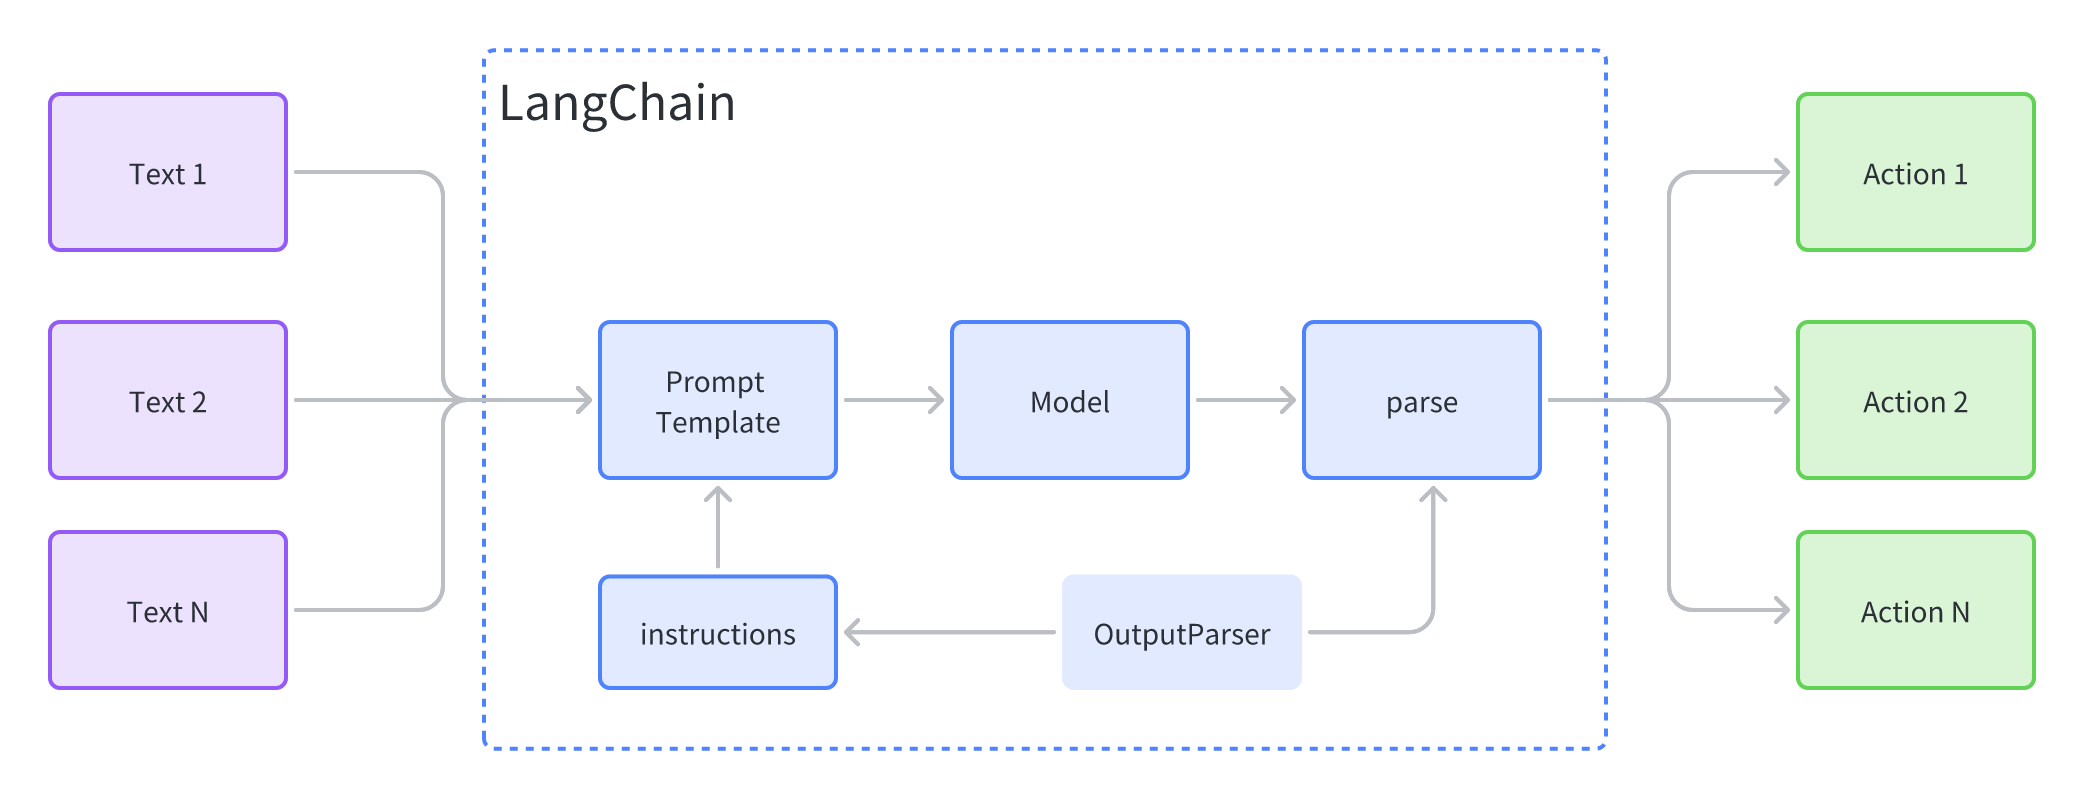 LangChain
Text 1
Text 2
Text N
Prompt
Template
Model
parse
instructions
OutputParser
Action 1
Action 2
Action N